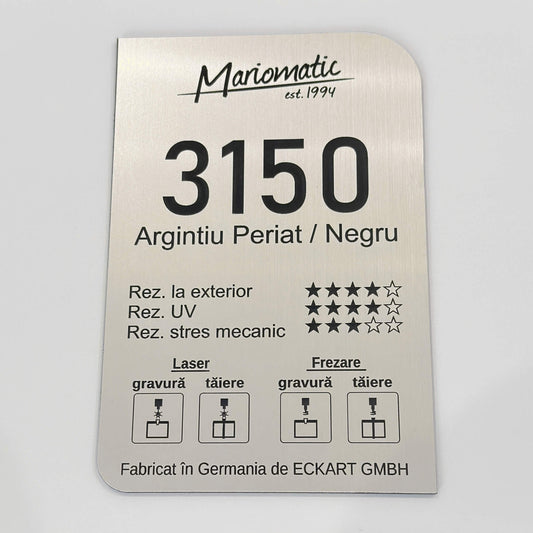 Mariomatic
est. 1994
3150
Argintiu Periat / Negru
Rez. la exterior ★★★★☆
Rez. UV ★★★★☆
Rez. stres mecanic ★★★☆☆
Laser Frezare
gravură tăiere gravură tăiere
Fabricat în Germania de ECKART GMBH